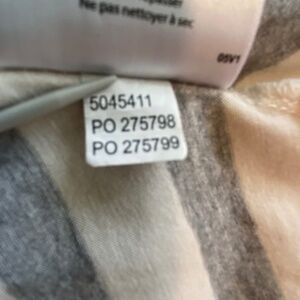 Ne pas nettoyer à sec
05V1
5045411
PO 275798
PO 275799